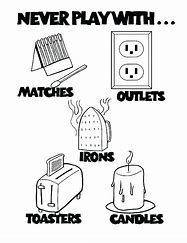 NEVER PLAY WITH...
MATCHES
OUTLETS
IRONS
TOASTERS
CANDLES